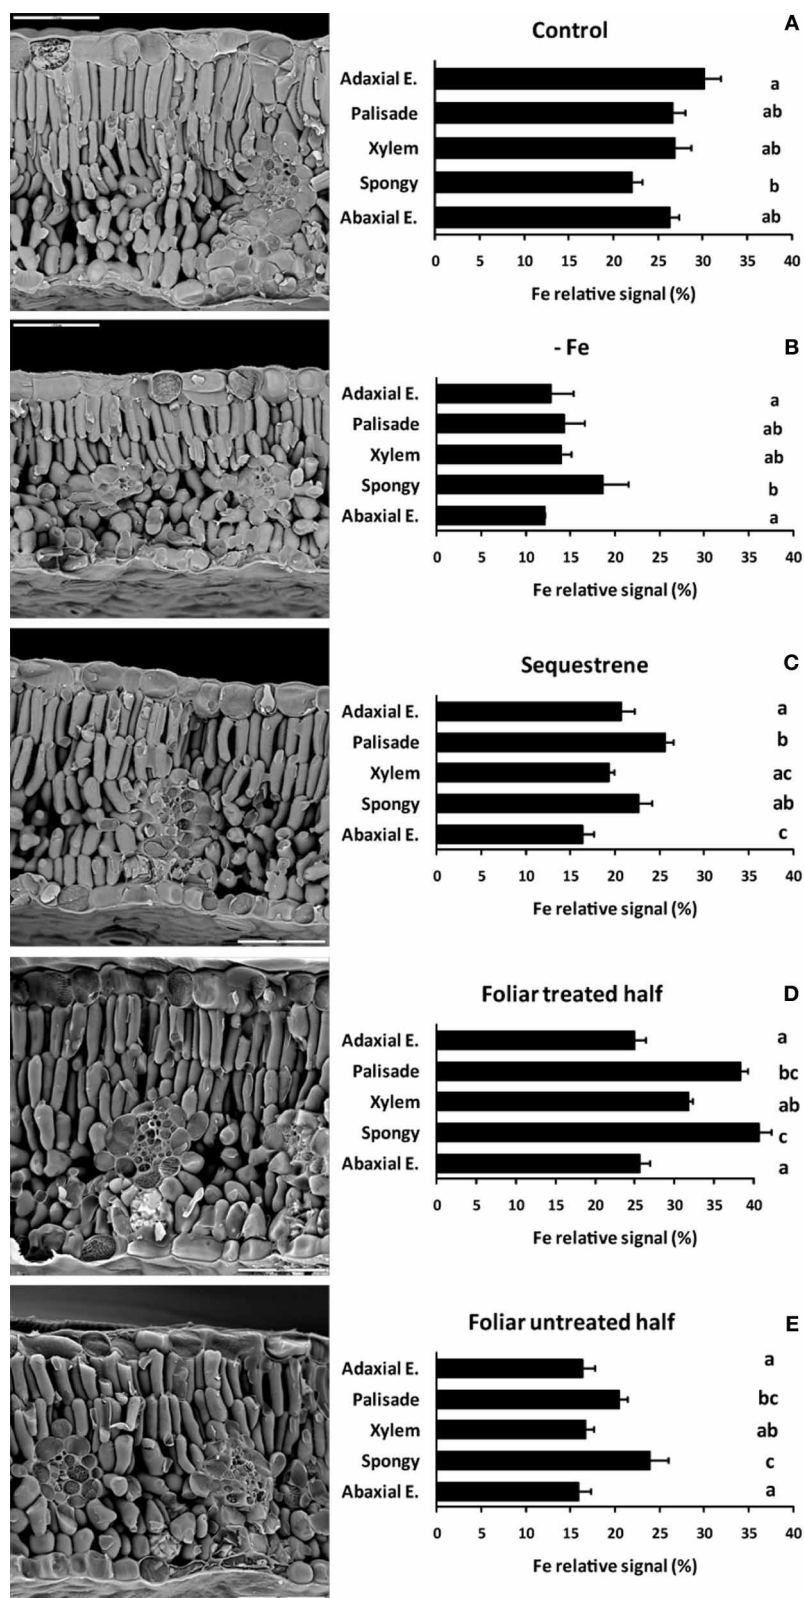 A
Control
Adaxial E. a
Palisade ab
Xylem ab
Spongy b
Abaxial E. ab
0 5 10 15 20 25 30 35 40
Fe relative signal (%)
B
- Fe
Adaxial E. a
Palisade ab
Xylem ab
Spongy b
Abaxial E. a
0 5 10 15 20 25 30 35 40
Fe relative signal (%)
C
Sequestrene
Adaxial E. a
Palisade b
Xylem ac
Spongy ab
Abaxial E. c
0 5 10 15 20 25 30 35 40
Fe relative signal (%)
D
Foliar treated half
Adaxial E. a
Palisade bc
Xylem ab
Spongy c
Abaxial E. a
0 5 10 15 20 25 30 35 40
Fe relative signal (%)
E
Foliar untreated half
Adaxial E. a
Palisade bc
Xylem ab
Spongy c
Abaxial E. a
0 5 10 15 20 25 30 35 40
Fe relative signal (%)